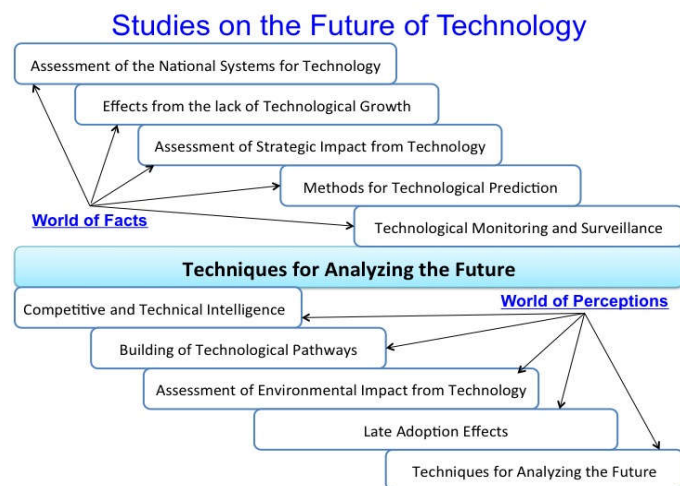 Studies on the Future of Technology
Assessment of the National Systems for Technology
Effects from the lack of Technological Growth
Assessment of Strategic Impact from Technology
Methods for Technological Prediction
World of Facts
Technological Monitoring and Surveillance
Techniques for Analyzing the Future
World of Perceptions
Competitive and Technical Intelligence
Building of Technological Pathways
Assessment of Environmental Impact from Technology
Late Adoption Effects
Techniques for Analyzing the Future